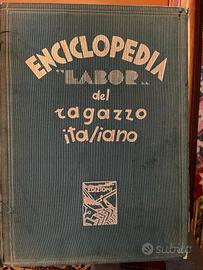 ENCICLOPEDIA
"LABOR"
del
ragazzo
italiano
EDIZIONI
subito